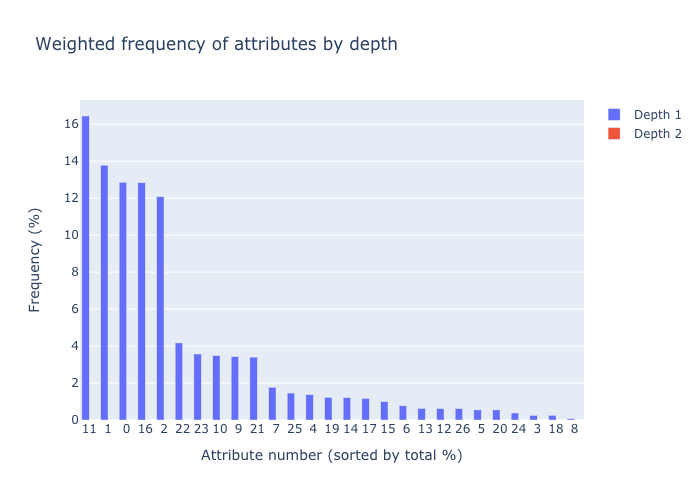 Weighted frequency of attributes by depth
Depth 1
Depth 2
Frequency (%)
16
14
12
10
8
6
4
2
0
11 1 0 16 2 22 23 10 9 21 7 25 4 19 14 17 15 6 13 12 26 5 20 24 3 18 8
Attribute number (sorted by total %)